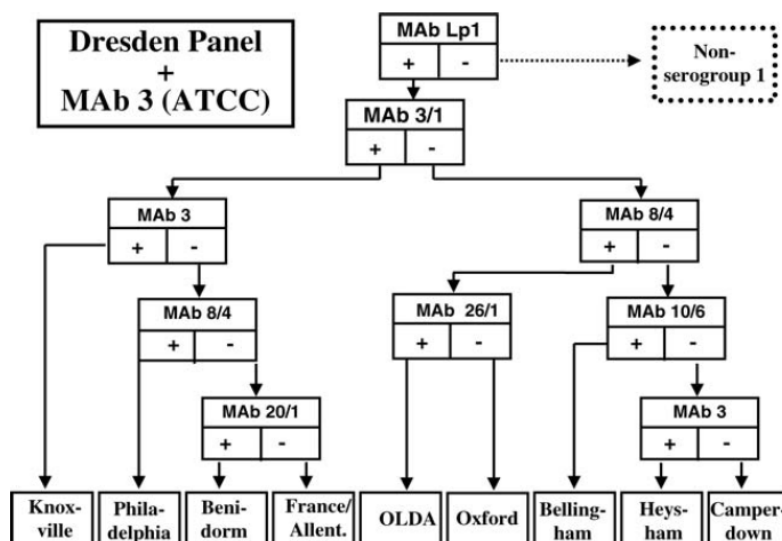 Dresden Panel
+
MAb 3 (ATCC)
MAb Lp1
+ -
Non-
serogroup 1
MAb 3/1
+ -
MAb 3
+ -
MAb 8/4
+ -
MAb 8/4
+ -
MAb 26/1
+ -
MAb 10/6
+ -
MAb 20/1
+ -
MAb 3
+ -
Knox-
ville
Phila-
delphia
Beni-
dorm
France/
Allent.
OLDA
Oxford
Belling-
ham
Heys-
ham
Camper-
down